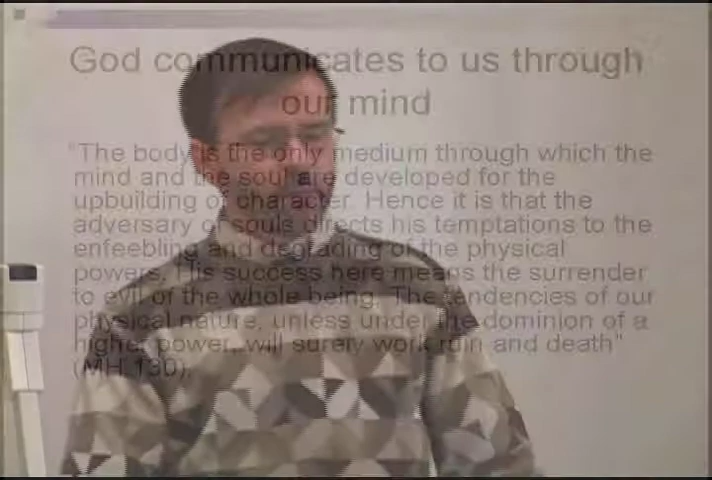 God communicates to us through
our mind
"The body is the only medium through which the
mind and the soul are developed for the
upbuilding of character. Hence it is that the
adversary of souls directs his temptations to the
enfeebling and degrading of the physical
powers. His success here means the surrender
to evil of the whole being. The tendencies of our
physical nature, unless under the dominion of a
higher power, will surely work ruin and death"
(MH 130).